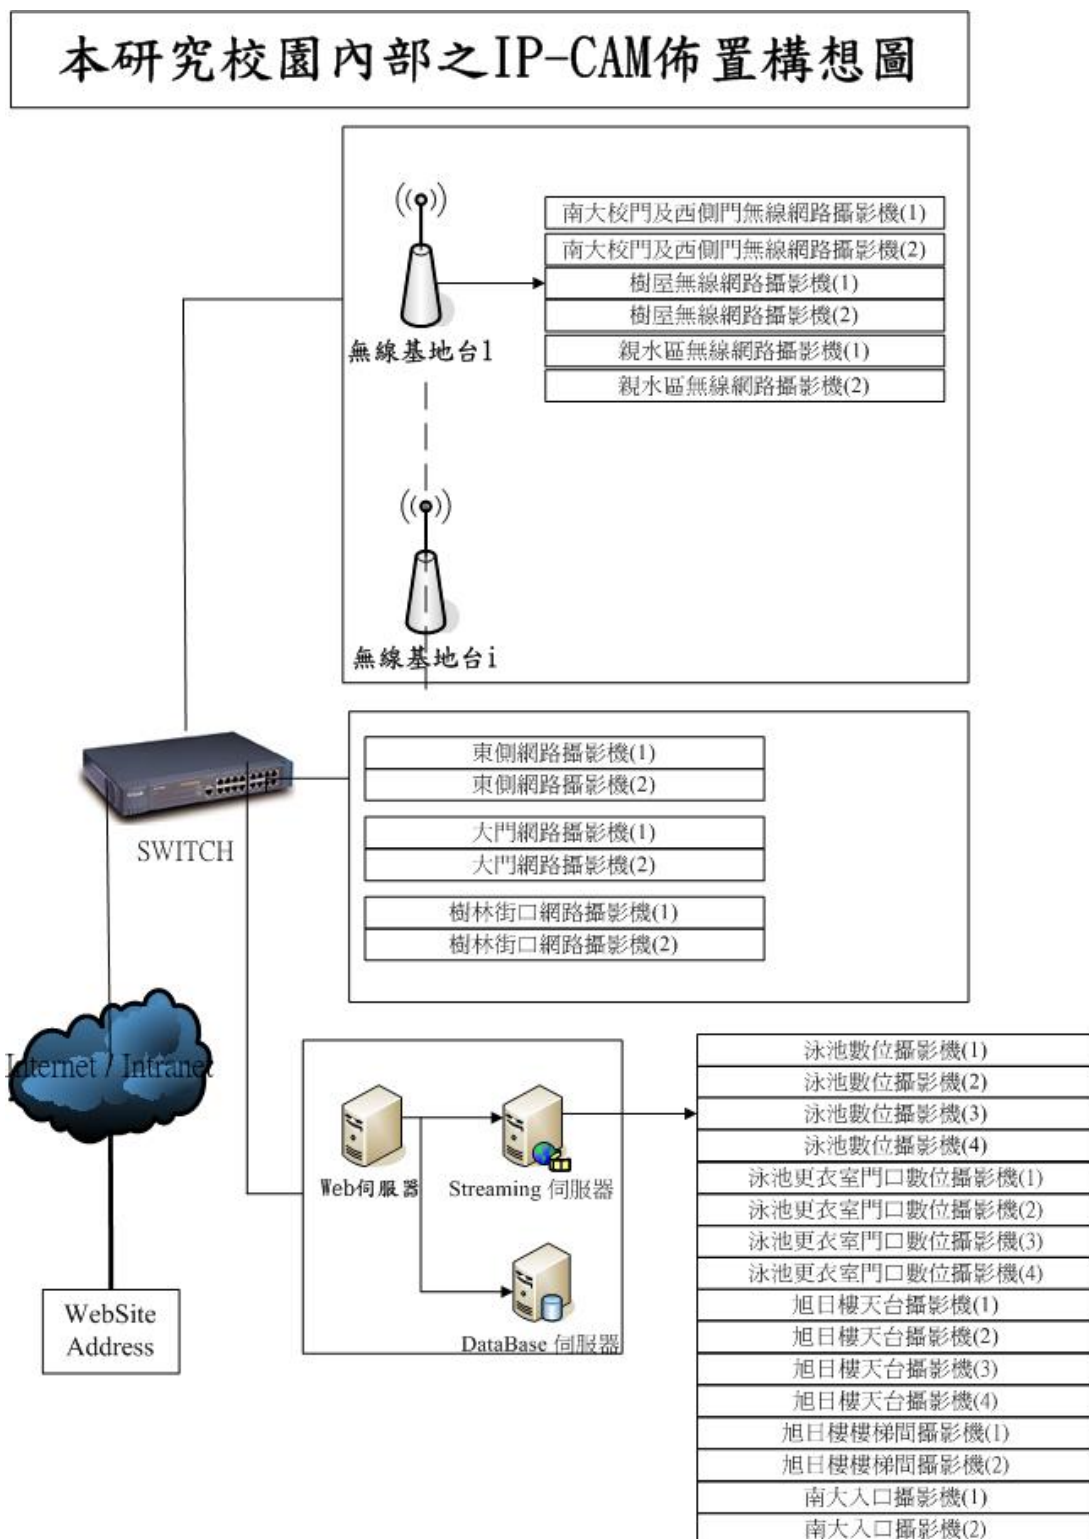 本研究校園內部之IP-CAM佈置構想圖
南大校門及西側門無線網路攝影機(1)
南大校門及西側門無線網路攝影機(2)
樹屋無線網路攝影機(1)
樹屋無線網路攝影機(2)
親水區無線網路攝影機(1)
親水區無線網路攝影機(2)
無線基地台1
無線基地台i
東側網路攝影機(1)
東側網路攝影機(2)
大門網路攝影機(1)
大門網路攝影機(2)
樹林街口網路攝影機(1)
樹林街口網路攝影機(2)
SWITCH
Internet / Intranet
WebSite
Address
Web伺服器
Streaming 伺服器
DataBase 伺服器
泳池數位攝影機(1)
泳池數位攝影機(2)
泳池數位攝影機(3)
泳池數位攝影機(4)
泳池更衣室門口數位攝影機(1)
泳池更衣室門口數位攝影機(2)
泳池更衣室門口數位攝影機(3)
泳池更衣室門口數位攝影機(4)
旭日樓天台攝影機(1)
旭日樓天台攝影機(2)
旭日樓天台攝影機(3)
旭日樓天台攝影機(4)
旭日樓樓梯間攝影機(1)
旭日樓樓梯間攝影機(2)
南大入口攝影機(1)
南大入口攝影機(2)